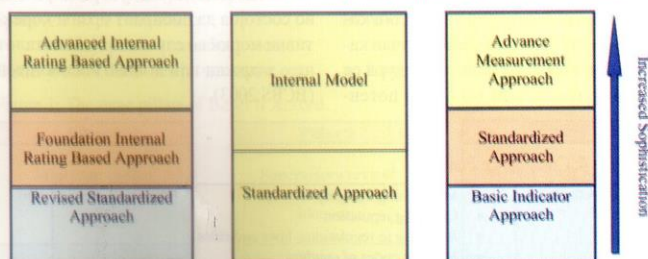 Advanced Internal
Rating Based Approach
Foundation Internal
Rating Based Approach
Revised Standardized
Approach
Internal Model
Standardized Approach
Advance
Measurement Approach
Standardized
Approach
Basic Indicator
Approach
Increased Sophistication